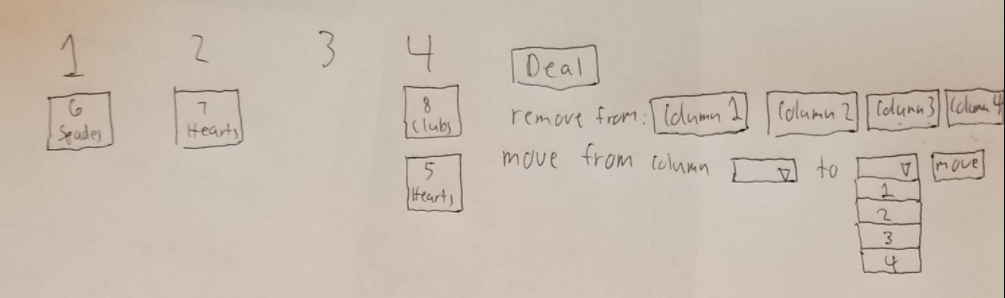 1 2 3 4
6 Spades
7 Hearts
8 Clubs
5 Hearts
Deal
remove from: Column 1 Column 2 Column 3 Column 4
move from column to move
1
2
3
4